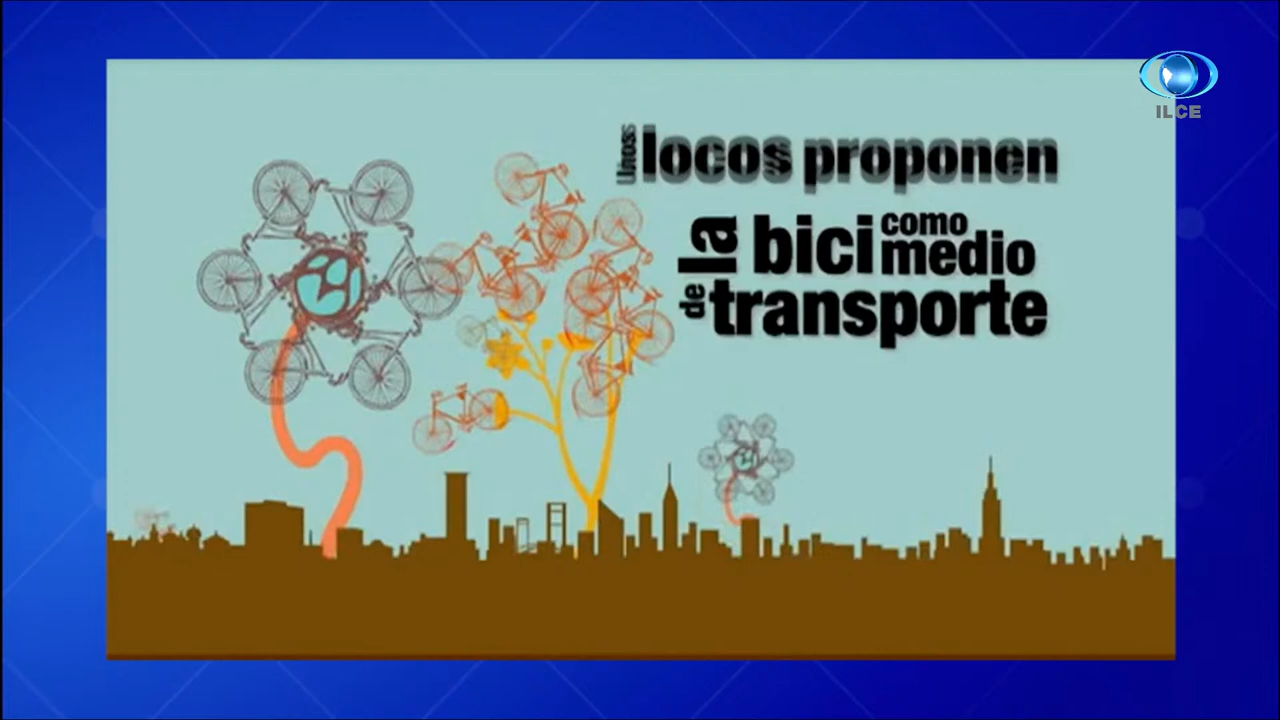 ILCE
Unos locos proponen
la bici como medio
de transporte